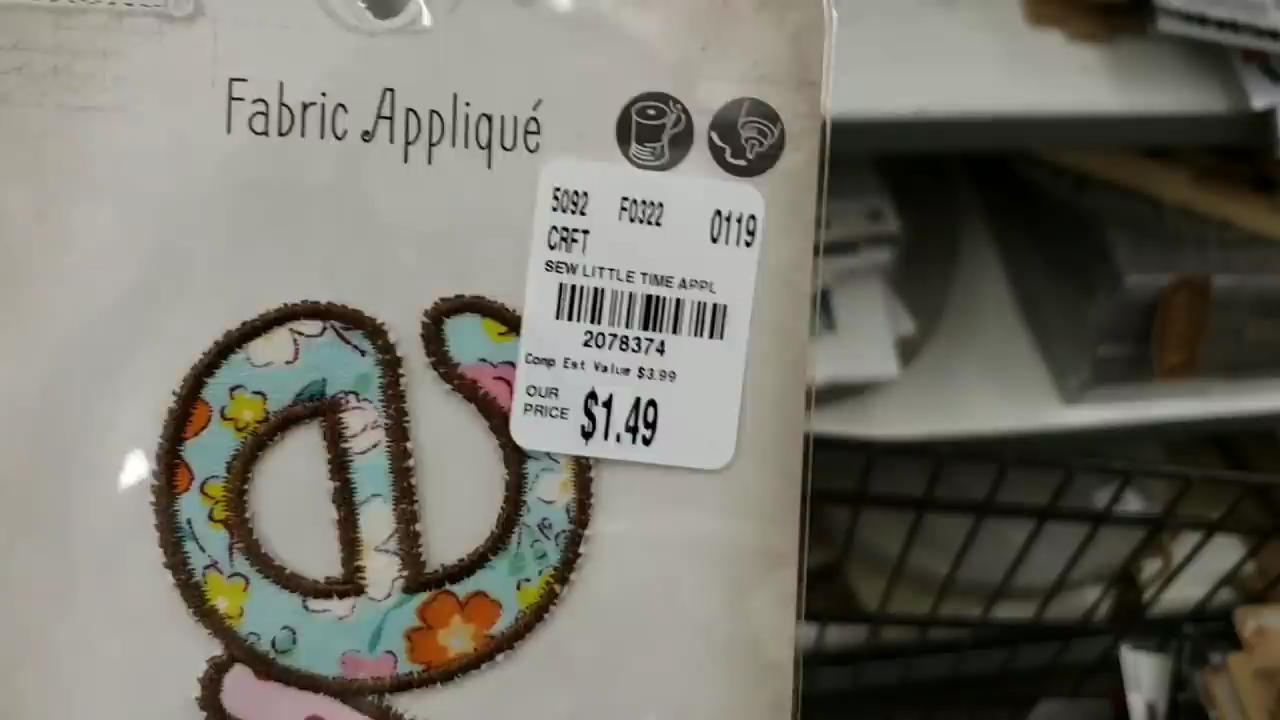 Fabric Appliqué
5092 F0322 0119
CRFT
SEW LITTLE TIME APPL
2078374
Comp Est Value $3.99
OUR
PRICE $1.49